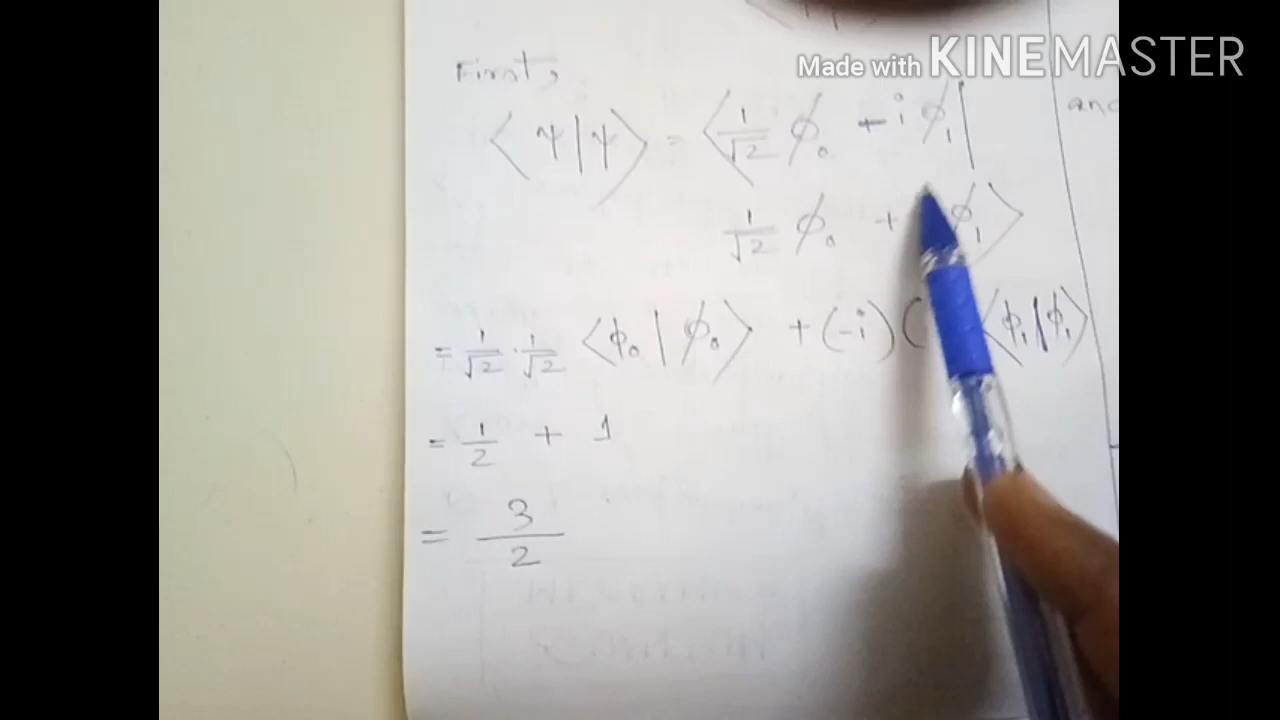 Made with KINEMASTER
First,
and
⟨ψ|ψ⟩ = ⟨1/√2 φ₀ + i φ₁|
1/√2 φ₀ + φ₁⟩
= 1/√2 · 1/√2 ⟨φ₀|φ₀⟩ + (-i)( ⟨φ₁|φ₁⟩
= 1/2 + 1
= 3/2